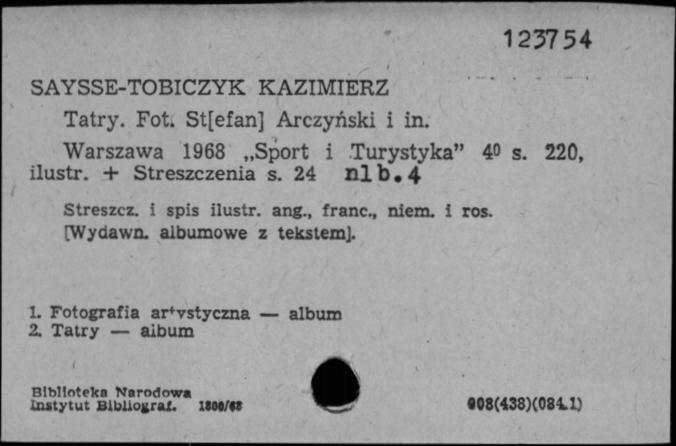 123754
SAYSSE-TOBICZYK KAZIMIERZ
Tatry. Fot. St[efan] Arczyński i in.
Warszawa 1968 „Sport i Turystyka” 4⁰ s. 220,
ilustr. + Streszczenia s. 24 nlb.4
Streszcz. i spis ilustr. ang., franc., niem. i ros.
[Wydawn. albumowe z tekstem].
1. Fotografia artystyczna — album
2. Tatry — album
Biblioteka Narodowa
Instytut Bibliograf. 1800/68
908(438)(084.1)